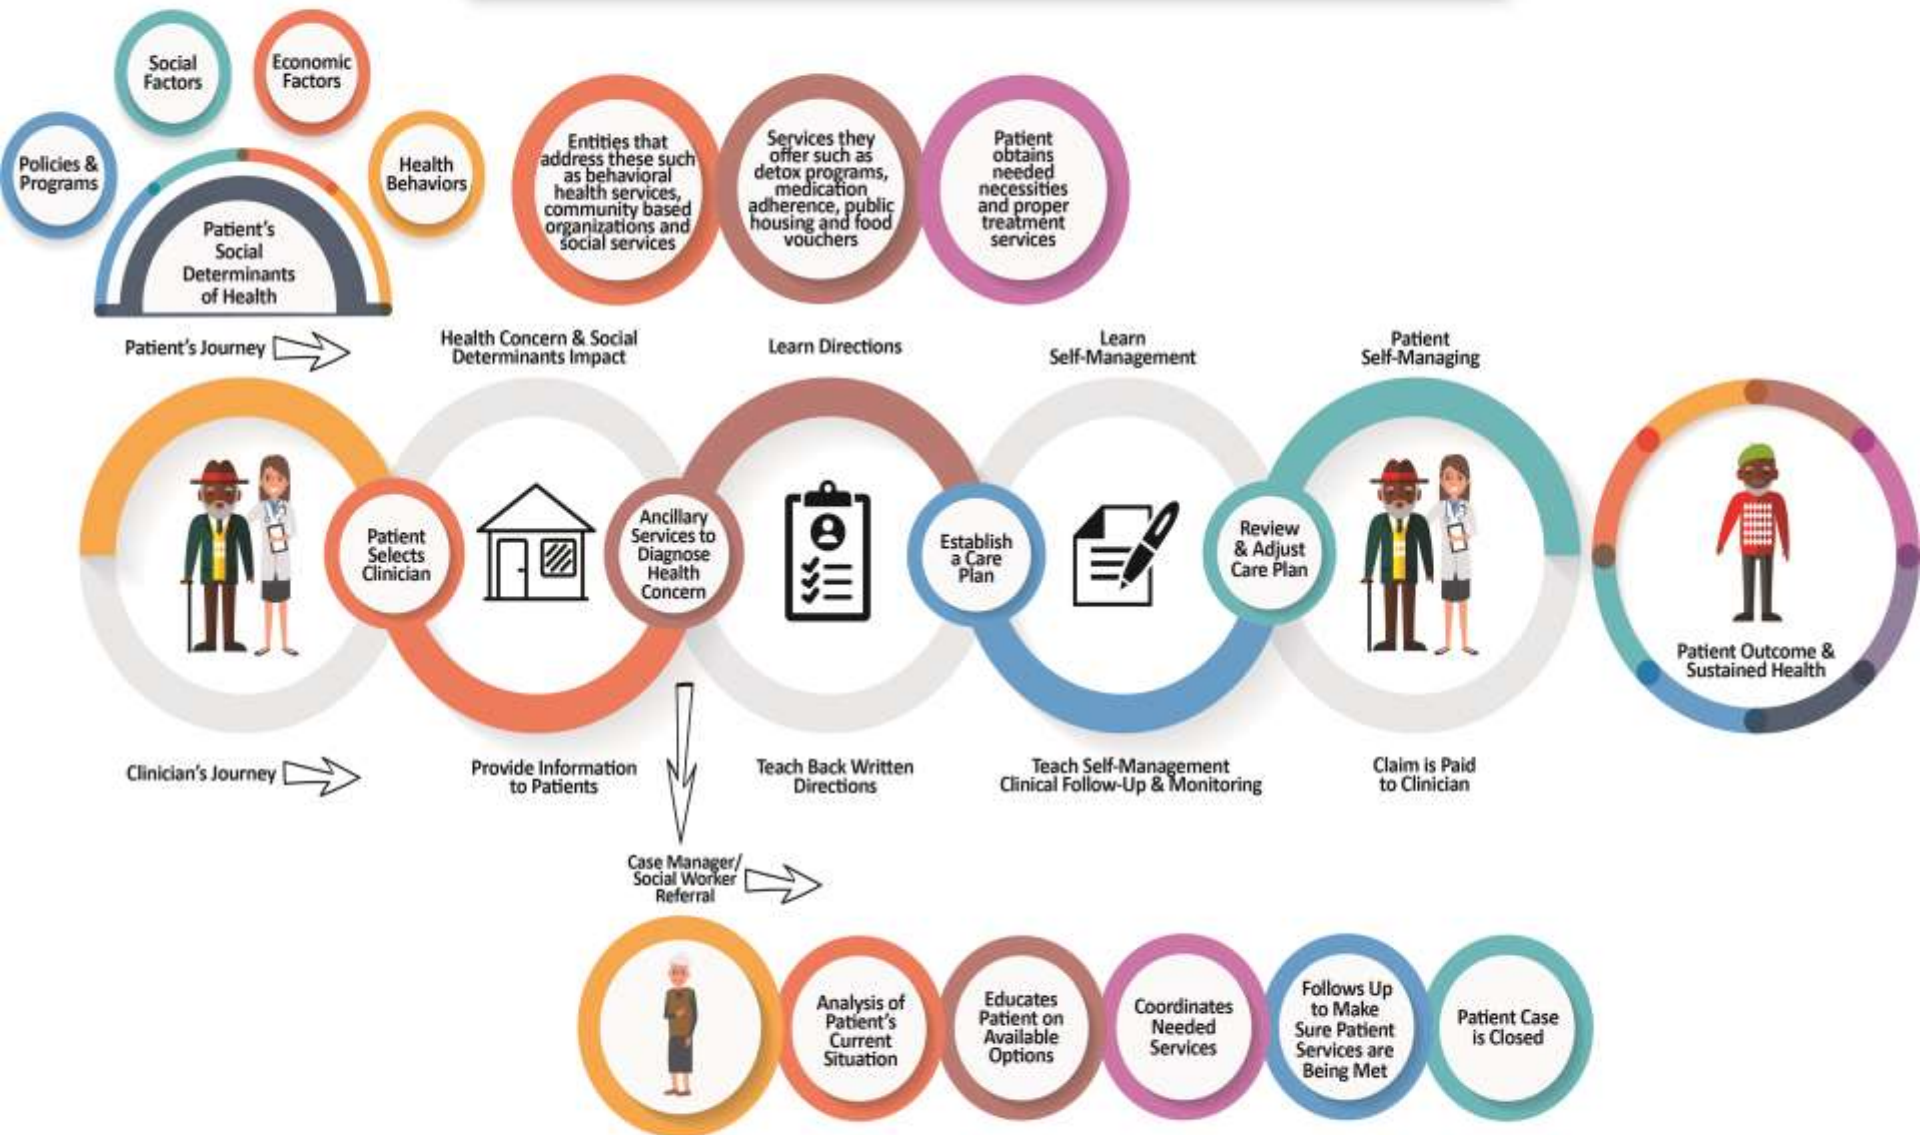 Social
Factors
Economic
Factors
Policies &
Programs
Health
Behaviors
Patient's
Social
Determinants
of Health
Entities that
address these such
as behavioral
health services,
community based
organizations and
social services
Services they
offer such as
detox programs,
medication
adherence, public
housing and food
vouchers
Patient
obtains
needed
necessities
and proper
treatment
services
Patient's Journey
Health Concern & Social
Determinants Impact
Learn Directions
Learn
Self-Management
Patient
Self-Managing
Patient
Selects
Clinician
Ancillary
Services to
Diagnose
Health
Concern
Establish
a Care
Plan
Review
& Adjust
Care Plan
Patient Outcome &
Sustained Health
Clinician's Journey
Provide Information
to Patients
Teach Back Written
Directions
Teach Self-Management
Clinical Follow-Up & Monitoring
Claim is Paid
to Clinician
Case Manager/
Social Worker
Referral
Analysis of
Patient's
Current
Situation
Educates
Patient on
Available
Options
Coordinates
Needed
Services
Follows Up
to Make
Sure Patient
Services are
Being Met
Patient Case
is Closed